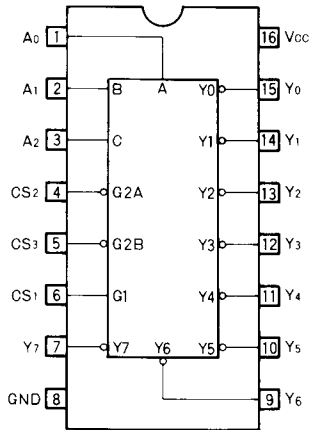 A0 1 A 16 VCC
A1 2 B Y0 15 Y0
A2 3 C Y1 14 Y1
CS2 4 G2A Y2 13 Y2
CS3 5 G2B Y3 12 Y3
CS1 6 G1 Y4 11 Y4
Y7 7 Y7 Y6 Y5 10 Y5
GND 8 9 Y6